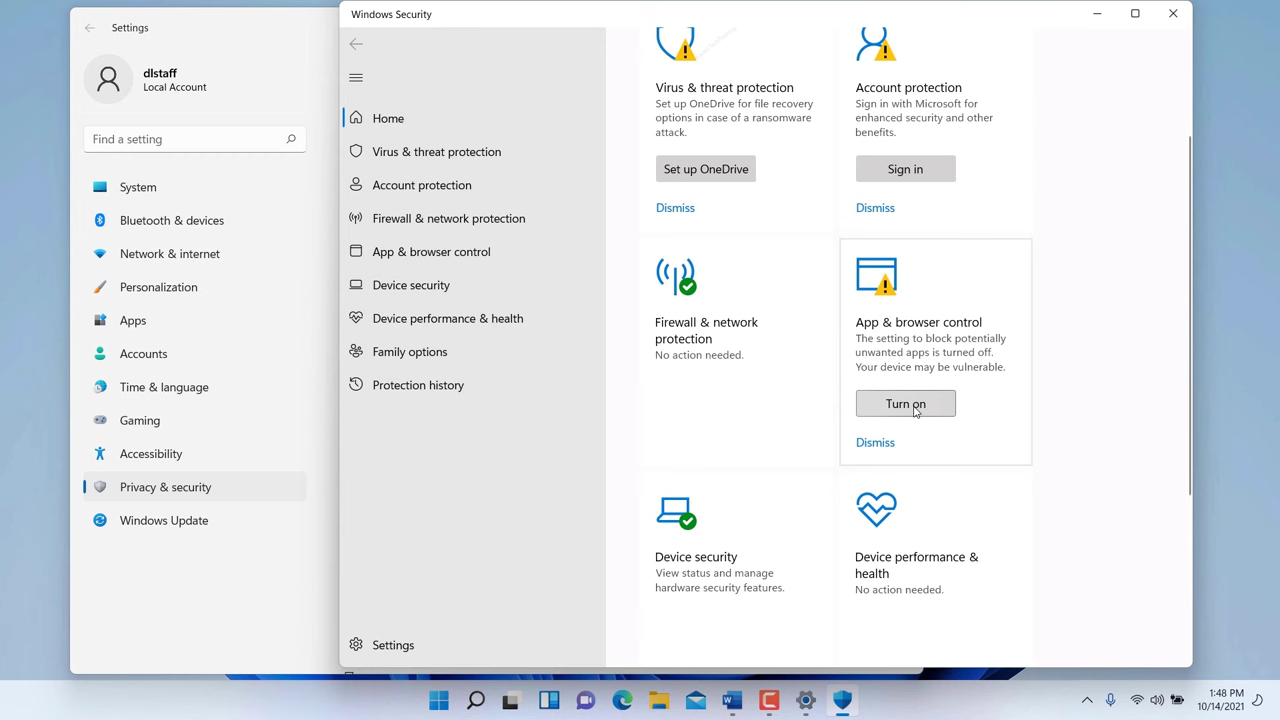 Settings
dlstaff
Local Account
Find a setting
System
Bluetooth & devices
Network & internet
Personalization
Apps
Accounts
Time & language
Gaming
Accessibility
Privacy & security
Windows Update
Windows Security
Home
Virus & threat protection
Account protection
Firewall & network protection
App & browser control
Device security
Device performance & health
Family options
Protection history
Settings
Virus & threat protection
Set up OneDrive for file recovery
options in case of a ransomware
attack.
Set up OneDrive
Dismiss
Account protection
Sign in with Microsoft for
enhanced security and other
benefits.
Sign in
Dismiss
Firewall & network
protection
No action needed.
App & browser control
The setting to block potentially
unwanted apps is turned off.
Your device may be vulnerable.
Turn on
Dismiss
Device security
View status and manage
hardware security features.
Device performance &
health
No action needed.
1:48 PM
10/14/2021